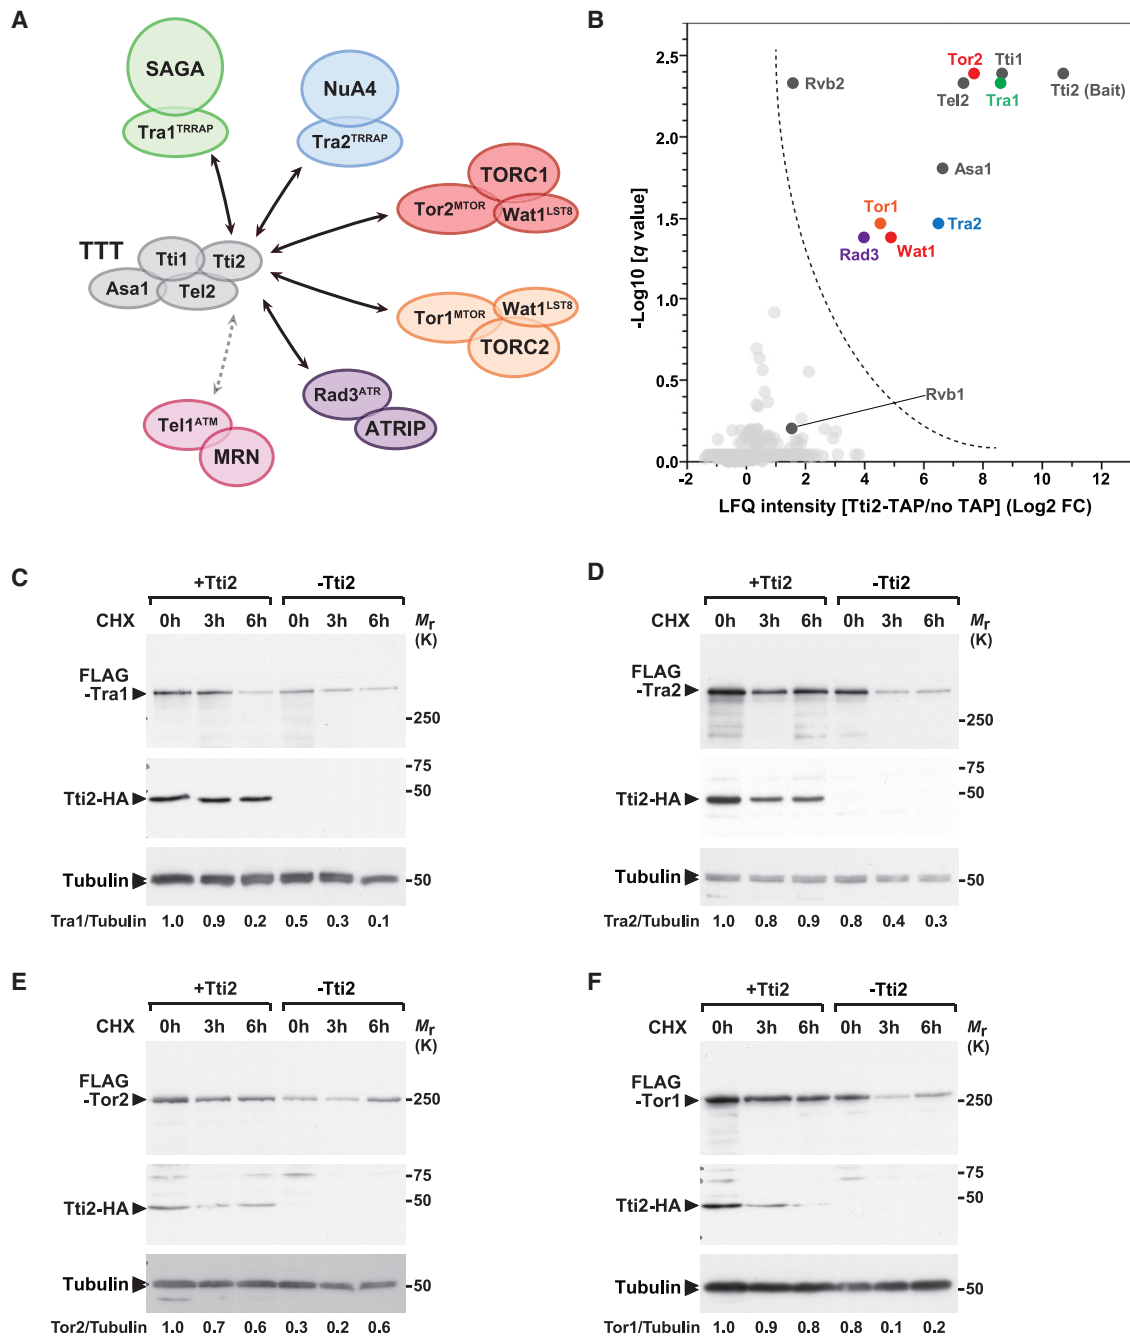 A
SAGA
Tra1TRRAP
NuA4
Tra2TRRAP
TORC1
Tor2MTOR
Wat1LST8
TTT
Tti1
Tti2
Asa1
Tel2
Tor1MTOR
Wat1LST8
TORC2
Rad3ATR
ATRIP
Tel1ATM
MRN
B
-Log10 [q value]
2.5
2.0
1.5
1.0
0.5
0.0
Rvb2
Tor2
Tti1
Tel2
Tra1
Tti2 (Bait)
Asa1
Tor1
Tra2
Rad3
Wat1
Rvb1
-2 0 2 4 6 8 10 12
LFQ intensity [Tti2-TAP/no TAP] (Log2 FC)
C
+Tti2 -Tti2
CHX 0h 3h 6h 0h 3h 6h Mr
(K)
FLAG
-Tra1
-250
-75
-50
Tti2-HA
Tubulin -50
Tra1/Tubulin 1.0 0.9 0.2 0.5 0.3 0.1
D
+Tti2 -Tti2
CHX 0h 3h 6h 0h 3h 6h Mr
(K)
FLAG
-Tra2
-250
-75
-50
Tti2-HA
Tubulin -50
Tra2/Tubulin 1.0 0.8 0.9 0.8 0.4 0.3
E
+Tti2 -Tti2
CHX 0h 3h 6h 0h 3h 6h Mr
(K)
FLAG
-Tor2 -250
-75
-50
Tti2-HA
Tubulin -50
Tor2/Tubulin 1.0 0.7 0.6 0.3 0.2 0.6
F
+Tti2 -Tti2
CHX 0h 3h 6h 0h 3h 6h Mr
(K)
FLAG
-Tor1 -250
-75
-50
Tti2-HA
Tubulin -50
Tor1/Tubulin 1.0 0.9 0.8 0.8 0.1 0.2